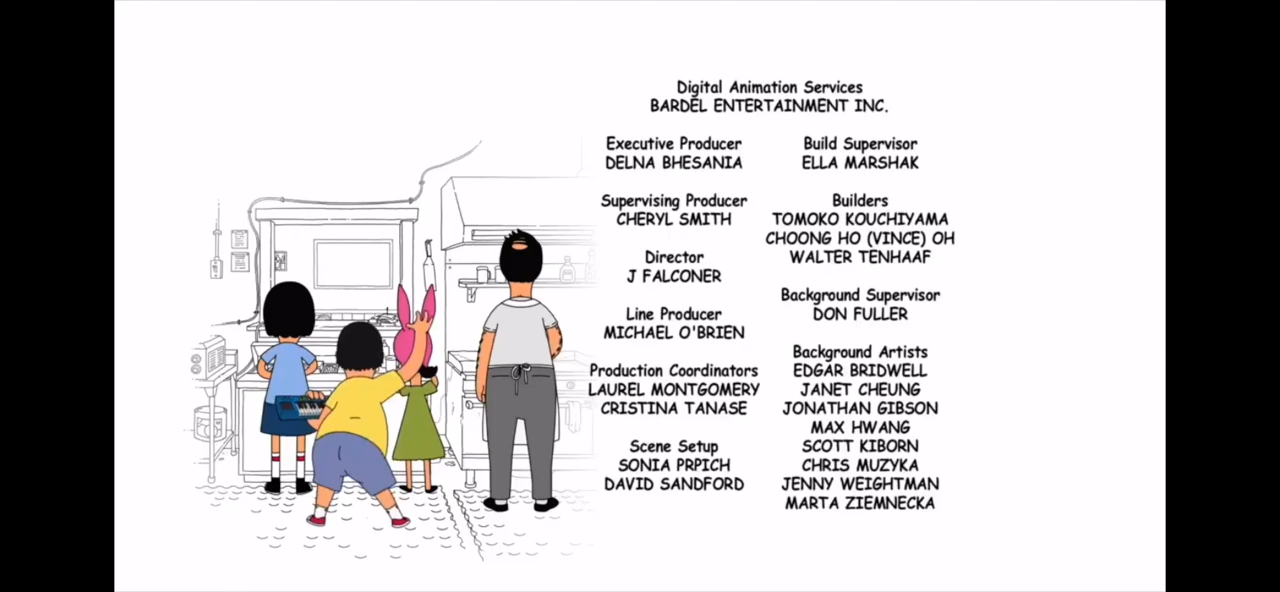 Digital Animation Services
BARDEL ENTERTAINMENT INC.
Executive Producer
DELNA BHESANIA
Supervising Producer
CHERYL SMITH
Director
J FALCONER
Line Producer
MICHAEL O'BRIEN
Production Coordinators
LAUREL MONTGOMERY
CRISTINA TANASE
Scene Setup
SONIA PRPICH
DAVID SANDFORD
Build Supervisor
ELLA MARSHAK
Builders
TOMOKO KOUCHIYAMA
CHOONG HO (VINCE) OH
WALTER TENHAAF
Background Supervisor
DON FULLER
Background Artists
EDGAR BRIDWELL
JANET CHEUNG
JONATHAN GIBSON
MAX HWANG
SCOTT KIBORN
CHRIS MUZYKA
JENNY WEIGHTMAN
MARTA ZIEMNECKA